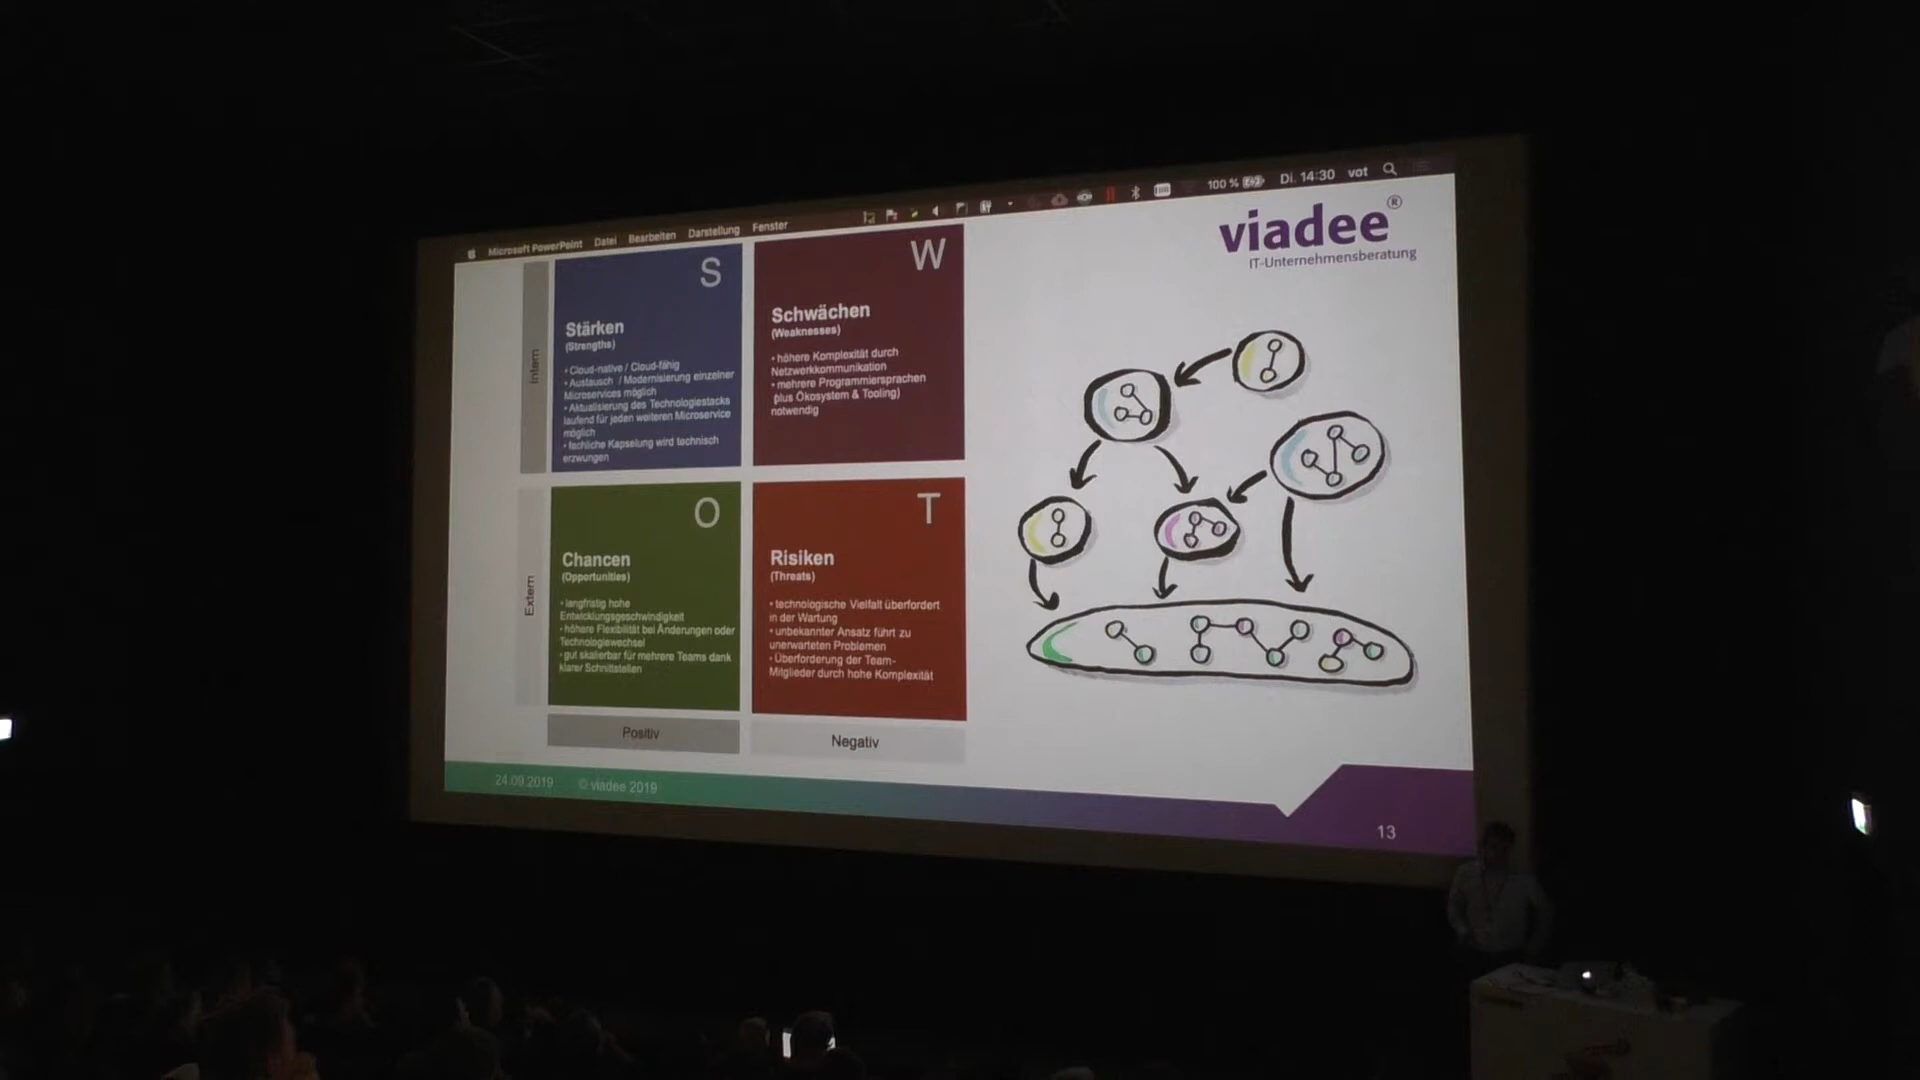 Microsoft PowerPoint Datei Bearbeiten Darstellung Fenster
100 % Di. 14:30 vot
viadee®
IT-Unternehmensberatung
Intern
S
Stärken
(Strengths)
• Cloud-native / Cloud-fähig
• Austausch / Modernisierung einzelner
Microservices möglich
• Aktualisierung des Technologiestacks
laufend für jeden weiteren Microservice
möglich
• fachliche Kapselung wird technisch
erzwungen
W
Schwächen
(Weaknesses)
• höhere Komplexität durch
Netzwerkkommunikation
• mehrere Programmiersprachen
(plus Ökosystem & Tooling)
notwendig
Extern
O
Chancen
(Opportunities)
• langfristig hohe
Entwicklungsgeschwindigkeit
• höhere Flexibilität bei Änderungen oder
Technologiewechsel
• gut skalierbar für mehrere Teams dank
klarer Schnittstellen
T
Risiken
(Threats)
• technologische Vielfalt überfordert
in der Wartung
• unbekannter Ansatz führt zu
unerwarteten Problemen
• Überforderung der Team-
Mitglieder durch hohe Komplexität
Positiv
Negativ
24.09.2019 © viadee 2019
13